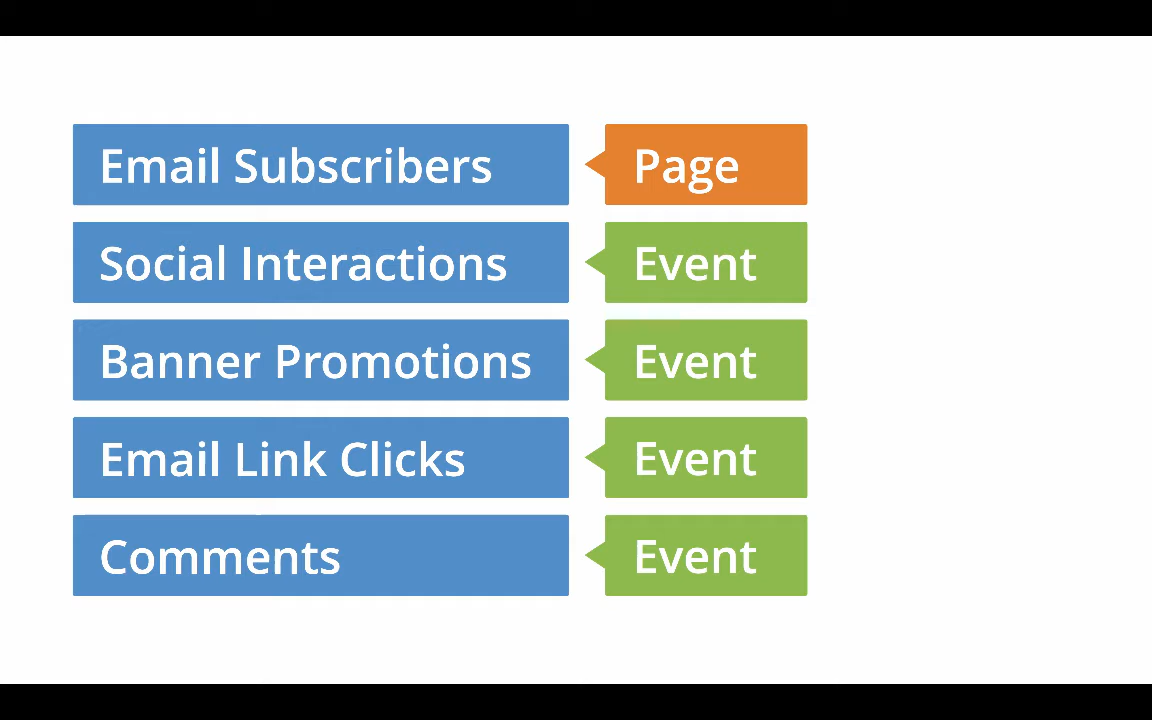 Email Subscribers Page
Social Interactions Event
Banner Promotions Event
Email Link Clicks Event
Comments Event